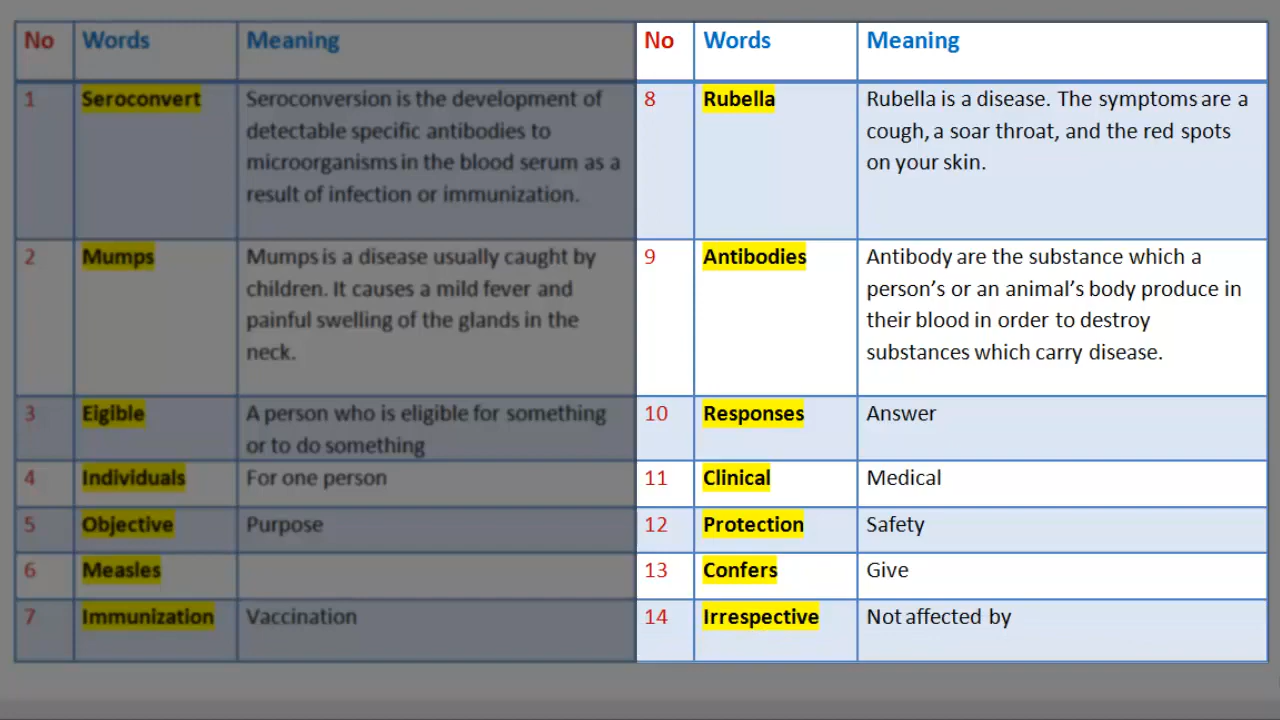 No Words Meaning No Words Meaning
1 Seroconvert Seroconversion is the development of
detectable specific antibodies to
microorganisms in the blood serum as a
result of infection or immunization.
8 Rubella Rubella is a disease. The symptoms are a
cough, a soar throat, and the red spots
on your skin.
2 Mumps Mumps is a disease usually caught by
children. It causes a mild fever and
painful swelling of the glands in the
neck.
9 Antibodies Antibody are the substance which a
person's or an animal's body produce in
their blood in order to destroy
substances which carry disease.
3 Eigible A person who is eligible for something
or to do something
10 Responses Answer
4 Individuals For one person
11 Clinical Medical
5 Objective Purpose
12 Protection Safety
6 Measles
13 Confers Give
7 Immunization Vaccination
14 Irrespective Not affected by